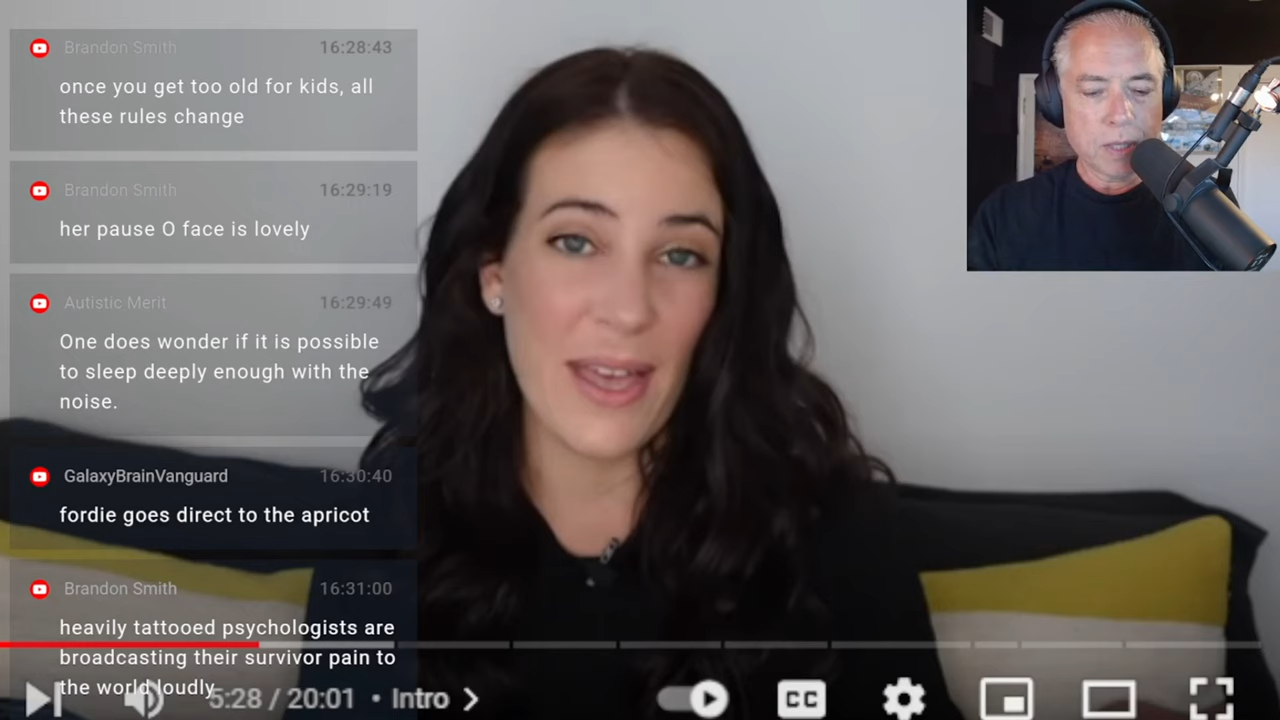 Brandon Smith 16:28:43
once you get too old for kids, all
these rules change
Brandon Smith 16:29:19
her pause O face is lovely
Autistic Merit 16:29:49
One does wonder if it is possible
to sleep deeply enough with the
noise.
GalaxyBrainVanguard 16:30:40
fordie goes direct to the apricot
Brandon Smith 16:31:00
heavily tattooed psychologists are
broadcasting their survivor pain to
the world loudly
5:28 / 20:01 • Intro
CC